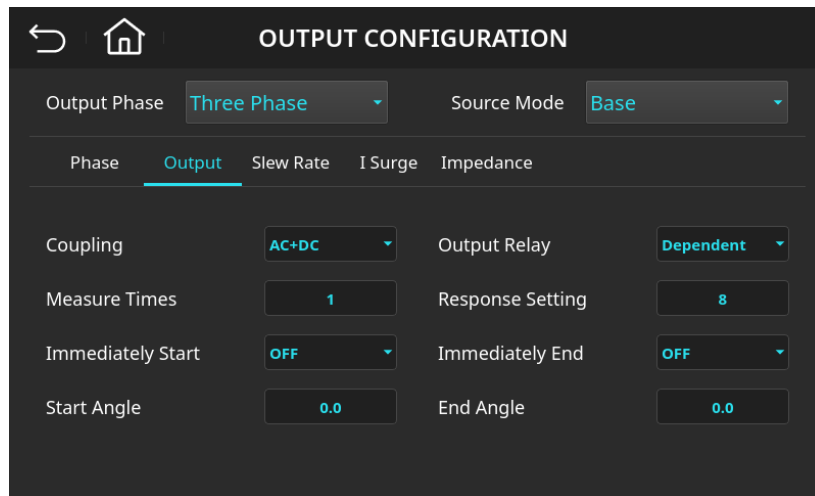 OUTPUT CONFIGURATION
Output Phase Three Phase Source Mode Base
Phase Output Slew Rate I Surge Impedance
Coupling AC+DC Output Relay Dependent
Measure Times 1 Response Setting 8
Immediately Start OFF Immediately End OFF
Start Angle 0.0 End Angle 0.0